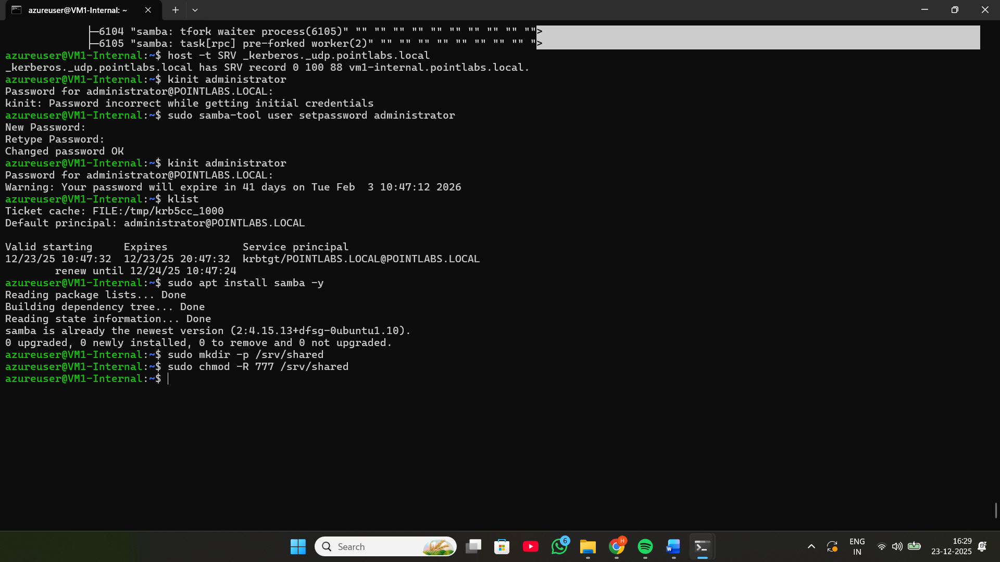 azureuser@VM1-Internal: ~
├─6104 "samba: tfork waiter process(6105)" "" "" "" "" "" "" "" "" "" "">
├─6105 "samba: task[rpc] pre-forked worker(2)" "" "" "" "" "" "" "" "" ">
azureuser@VM1-Internal:~$ host -t SRV _kerberos._udp.pointlabs.local
_kerberos._udp.pointlabs.local has SRV record 0 100 88 vm1-internal.pointlabs.local.
azureuser@VM1-Internal:~$ kinit administrator
Password for administrator@POINTLABS.LOCAL:
kinit: Password incorrect while getting initial credentials
azureuser@VM1-Internal:~$ sudo samba-tool user setpassword administrator
New Password:
Retype Password:
Changed password OK
azureuser@VM1-Internal:~$ kinit administrator
Password for administrator@POINTLABS.LOCAL:
Warning: Your password will expire in 41 days on Tue Feb  3 10:47:12 2026
azureuser@VM1-Internal:~$ klist
Ticket cache: FILE:/tmp/krb5cc_1000
Default principal: administrator@POINTLABS.LOCAL
Valid starting     Expires            Service principal
12/23/25 10:47:32  12/23/25 20:47:32  krbtgt/POINTLABS.LOCAL@POINTLABS.LOCAL
        renew until 12/24/25 10:47:24
azureuser@VM1-Internal:~$ sudo apt install samba -y
Reading package lists... Done
Building dependency tree... Done
Reading state information... Done
samba is already the newest version (2:4.15.13+dfsg-0ubuntu1.10).
0 upgraded, 0 newly installed, 0 to remove and 0 not upgraded.
azureuser@VM1-Internal:~$ sudo mkdir -p /srv/shared
azureuser@VM1-Internal:~$ sudo chmod -R 777 /srv/shared
azureuser@VM1-Internal:~$
Search
6
H
W
ENG
IN
16:29
23-12-2025